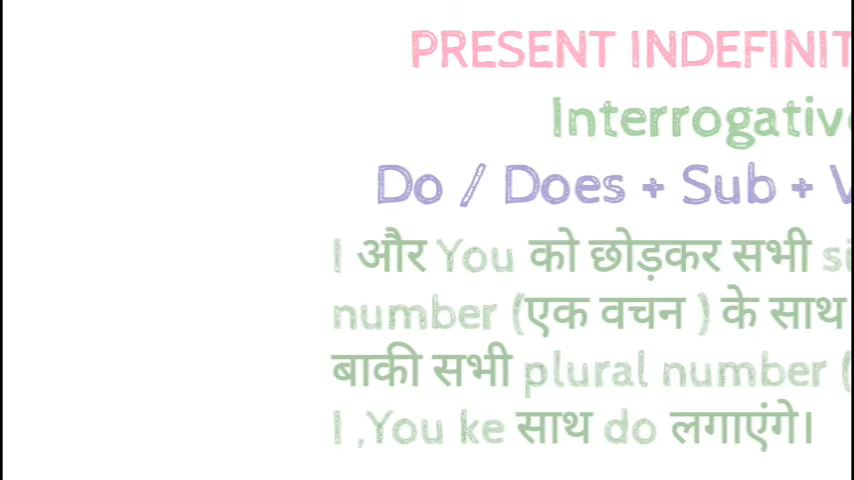 PRESENT INDEFINIT
Interrogativ
Do / Does + Sub + V
I और You को छोड़कर सभी si
number (एक वचन ) के साथ
बाकी सभी plural number (
I ,You ke साथ do लगाएंगे।